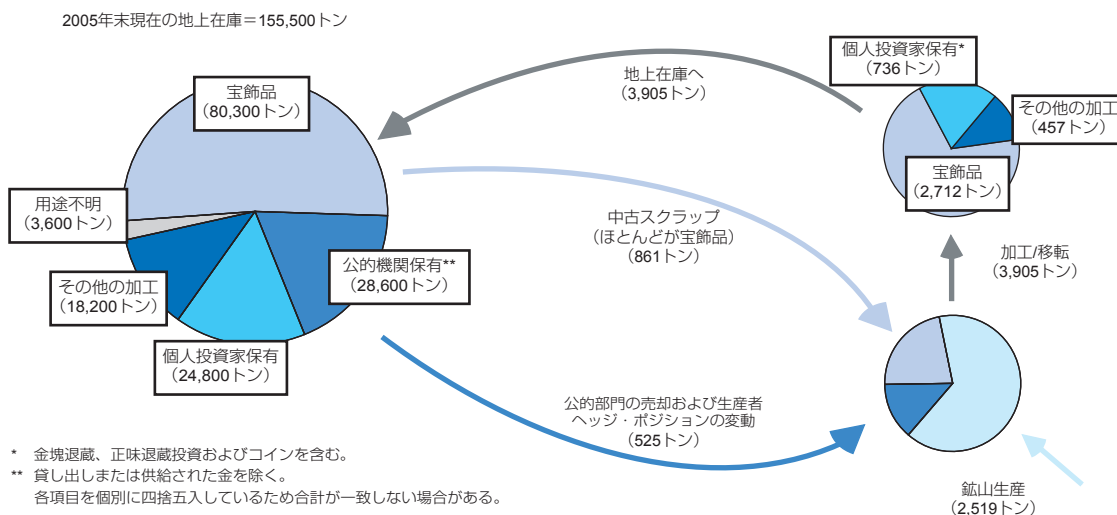 2005年末現在の地上在庫＝155,500トン
宝飾品
（80,300トン）
用途不明
（3,600トン）
その他の加工
（18,200トン）
個人投資家保有
（24,800トン）
公的機関保有**
（28,600トン）
地上在庫へ
（3,905トン）
中古スクラップ
（ほとんどが宝飾品）
（861トン）
公的部門の売却および生産者
ヘッジ・ポジションの変動
（525トン）
個人投資家保有*
（736トン）
その他の加工
（457トン）
宝飾品
（2,712トン）
加工/移転
（3,905トン）
鉱山生産
（2,519トン）
* 金塊退蔵、正味退蔵投資およびコインを含む。
** 貸し出しまたは供給された金を除く。
各項目を個別に四捨五入しているため合計が一致しない場合がある。